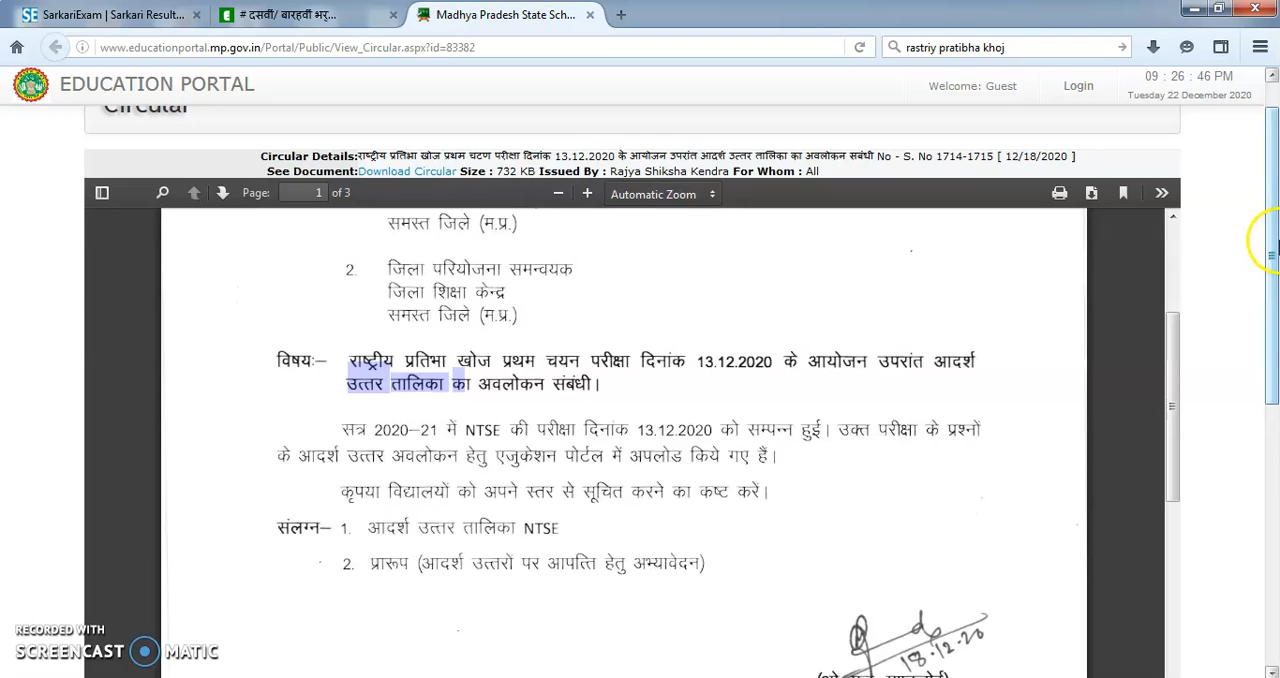 SarkariExam | Sarkari Result...
# दसवीं/ बारहवीं भर्...
Madhya Pradesh State Sch...
www.educationportal.mp.gov.in/Portal/Public/View_Circular.aspx?id=83382
rastriy pratibha khoj
EDUCATION PORTAL
Welcome: Guest
Login
09 : 26 : 46 PM
Tuesday 22 December 2020
Circular
Circular Details:राष्ट्रीय प्रतिभा खोज प्रथम चटण परीक्षा दिनांक 13.12.2020 के आयोजन उपरांत आदर्श उत्तर तालिका का अवलोकन सबंधी No - S. No 1714-1715 [ 12/18/2020 ]
See Document:Download Circular Size : 732 KB Issued By : Rajya Shiksha Kendra For Whom : All
Page: 1 of 3
Automatic Zoom
समस्त जिले (म.प्र.)
2. जिला परियोजना समन्वयक
जिला शिक्षा केन्द्र
समस्त जिले (म.प्र.)
विषयः– राष्ट्रीय प्रतिभा खोज प्रथम चयन परीक्षा दिनांक 13.12.2020 के आयोजन उपरांत आदर्श
उत्तर तालिका का अवलोकन संबंधी।
सत्र 2020–21 में NTSE की परीक्षा दिनांक 13.12.2020 को सम्पन्न हुई। उक्त परीक्षा के प्रश्नों
के आदर्श उत्तर अवलोकन हेतु एजुकेशन पोर्टल में अपलोड किये गए हैं।
कृपया विद्यालयों को अपने स्तर से सूचित करने का कष्ट करें।
संलग्न– 1. आदर्श उत्तर तालिका NTSE
2. प्रारूप (आदर्श उत्तरों पर आपत्ति हेतु अभ्यावेदन)
18.12.20
RECORDED WITH
SCREENCAST MATIC